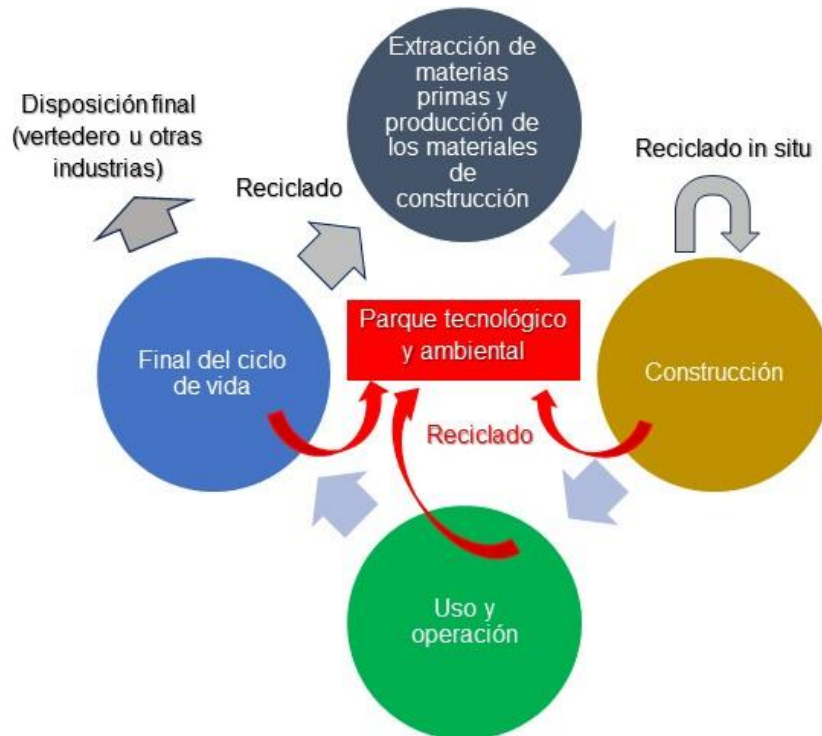 Extracción de
materias
primas y
producción de
los materiales
de
construcción
Disposición final
(vertedero u otras
industrias)
Reciclado
Reciclado in situ
Parque tecnológico
y ambiental
Final del ciclo
de vida
Construcción
Reciclado
Uso y
operación